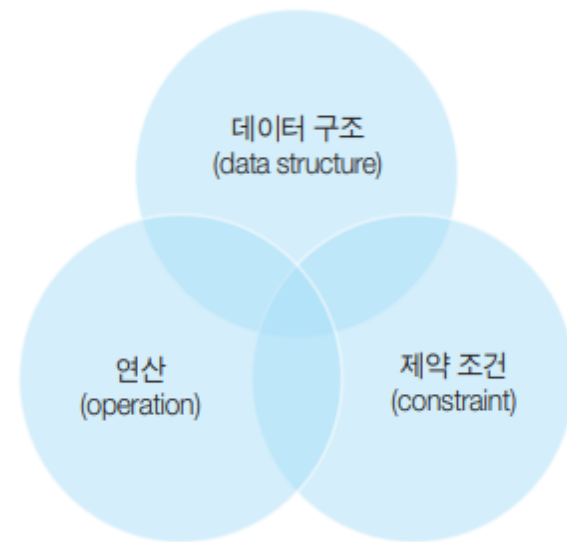 데이터 구조
(data structure)
연산
(operation)
제약 조건
(constraint)